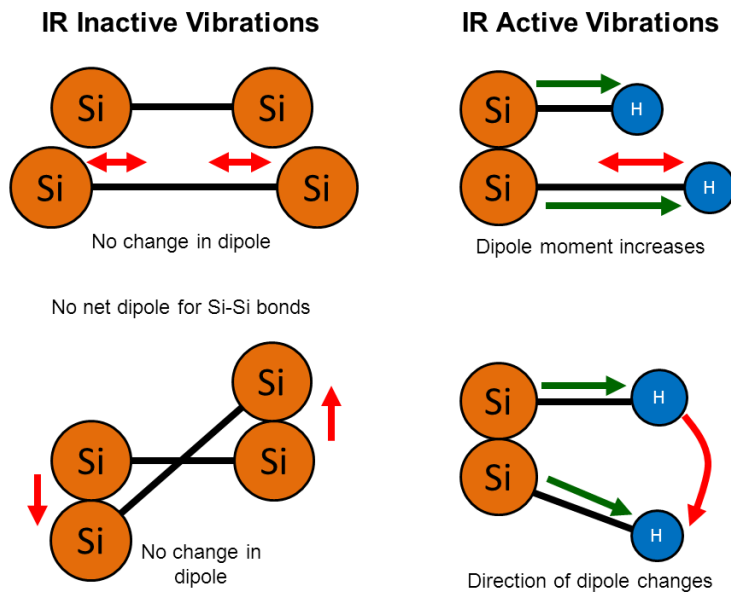 IR Inactive Vibrations
Si Si
Si Si
No change in dipole
No net dipole for Si-Si bonds
Si
Si Si
Si
No change in
dipole
IR Active Vibrations
Si H
Si H
Dipole moment increases
Si H
Si
H
Direction of dipole changes